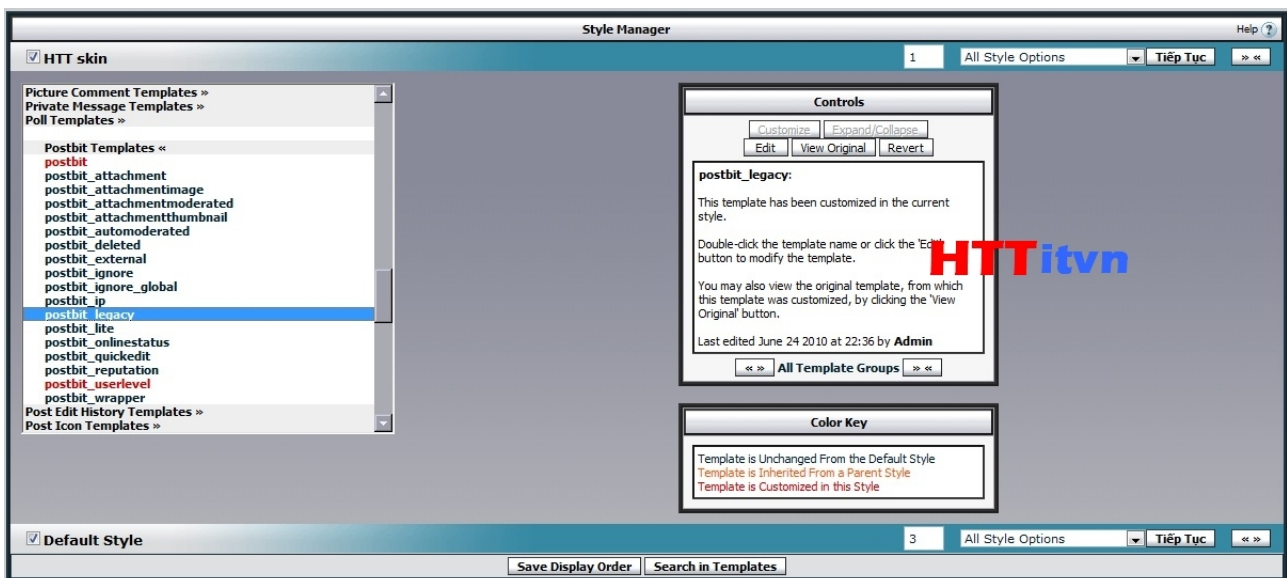 Style Manager
Help ?
HTT skin
1
All Style Options
Tiếp Tục
» «
Picture Comment Templates »
Private Message Templates »
Poll Templates »
Postbit Templates «
postbit
postbit_attachment
postbit_attachmentimage
postbit_attachmentmoderated
postbit_attachmentthumbnail
postbit_automoderated
postbit_deleted
postbit_external
postbit_ignore
postbit_ignore_global
postbit_ip
postbit_legacy
postbit_lite
postbit_onlinestatus
postbit_quickedit
postbit_reputation
postbit_userlevel
postbit_wrapper
Post Edit History Templates »
Post Icon Templates »
Controls
Customize Expand/Collapse
Edit View Original Revert
postbit_legacy:
This template has been customized in the current
style.
Double-click the template name or click the 'Edit'
button to modify the template.
HTTitvn
You may also view the original template, from which
this template was customized, by clicking the 'View
Original' button.
Last edited June 24 2010 at 22:36 by Admin
« » All Template Groups » «
Color Key
Template is Unchanged From the Default Style
Template is Inherited From a Parent Style
Template is Customized in this Style
Default Style
3
All Style Options
Tiếp Tục
« »
Save Display Order Search in Templates